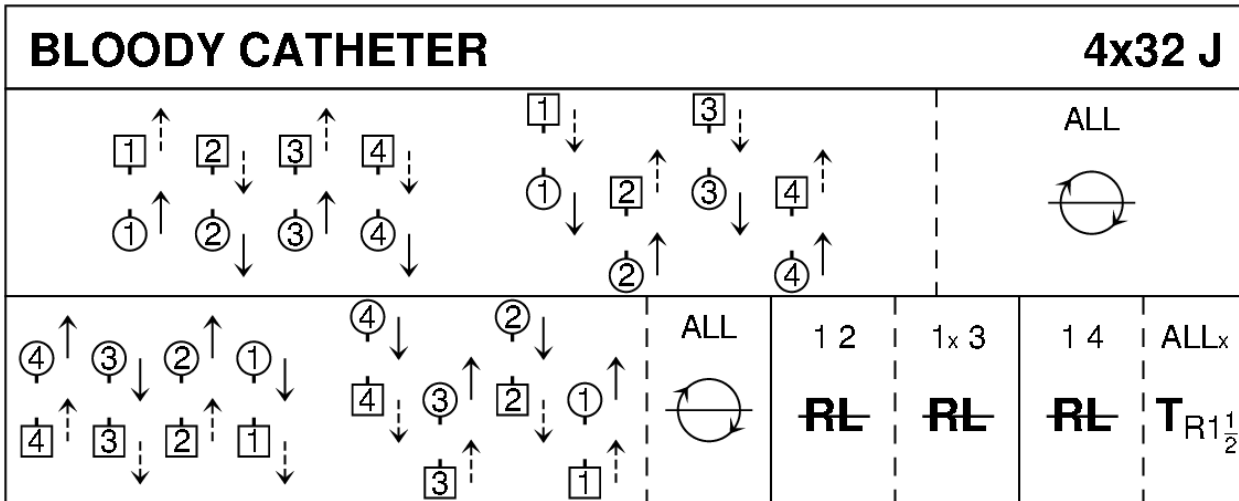 BLOODY CATHETER 4x32 J
1 3
ALL
1 2 3 4
1 2 3 4
1 2 3 4
2 4
4 2
ALL 1 2 1x 3 1 4 ALLx
4 3 2 1
4 3 2 1
RL RL RL T R1 1/2
4 3 2 1
3 1